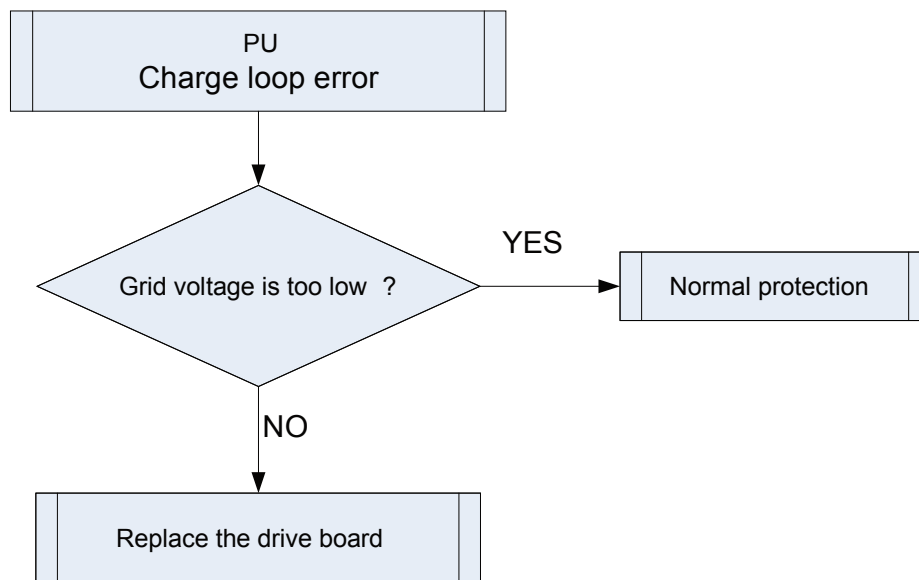 PU
Charge loop error
Grid voltage is too low ?
YES
Normal protection
NO
Replace the drive board